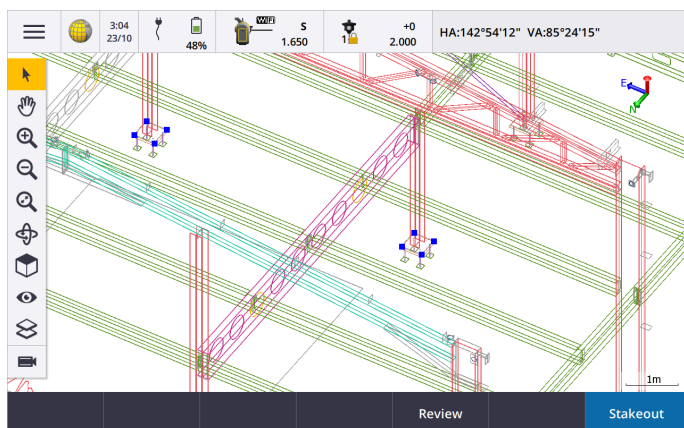 3:04
23/10
48%
WiFi
S
1.650
1
+0
2.000
HA:142°54'12" VA:85°24'15"
E
N
1m
Review
Stakeout